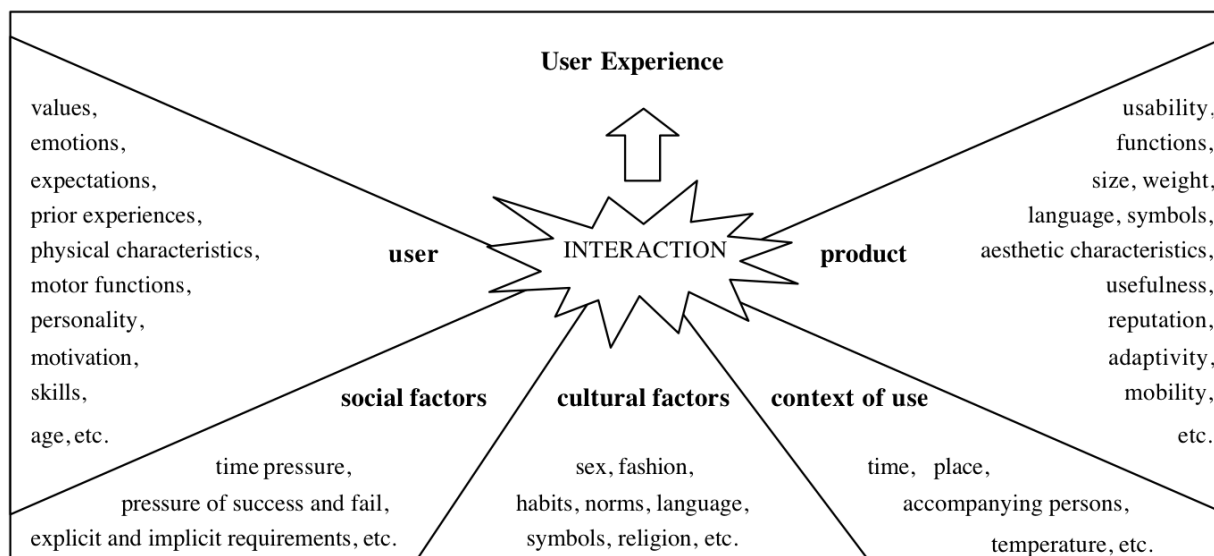 User Experience
values,
emotions,
expectations,
prior experiences,
physical characteristics,
motor functions,
personality,
motivation,
skills,
age, etc.
user
INTERACTION
product
usability,
functions,
size, weight,
language, symbols,
aesthetic characteristics,
usefulness,
reputation,
adaptivity,
mobility,
etc.
social factors
time pressure,
pressure of success and fail,
explicit and implicit requirements, etc.
cultural factors
sex, fashion,
habits, norms, language,
symbols, religion, etc.
context of use
time, place,
accompanying persons,
temperature, etc.